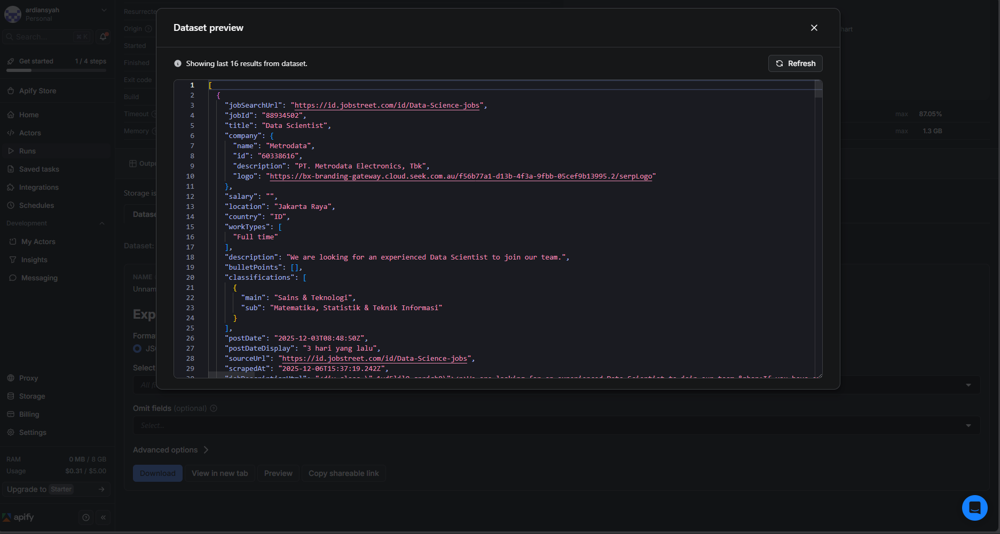 ardiansyah
Personal
Search...
⌘ K
Get started
1 / 4 steps
Apify Store
Home
Actors
Runs
Saved tasks
Integrations
Schedules
Development
My Actors
Insights
Messaging
Proxy
Storage
Billing
Settings
RAM
0 MB / 8 GB
Usage
$0.31 / $5.00
Upgrade to Starter
apify
Resurrecte
Origin
Started
Finished
Exit code
Build
Timeout
Memory
hart
max 87.05%
max 1.3 GB
Outpu
Storage is
Datase
Dataset:
NAME
Unnam
Exp
Forma
JS
Select
All fi
Dataset preview
Showing last 16 results from dataset.
Refresh
1 [
2 {
3 "jobSearchUrl": "https://id.jobstreet.com/id/Data-Science-jobs",
4 "jobId": "88934502",
5 "title": "Data Scientist",
6 "company": {
7 "name": "Metrodata",
8 "id": "60338616",
9 "description": "PT. Metrodata Electronics, Tbk",
10 "logo": "https://bx-branding-gateway.cloud.seek.com.au/f56b77a1-d13b-4f3a-9fbb-05cef9b13995.2/serpLogo"
11 },
12 "salary": "",
13 "location": "Jakarta Raya",
14 "country": "ID",
15 "workTypes": [
16 "Full time"
17 ],
18 "description": "We are looking for an experienced Data Scientist to join our team.",
19 "bulletPoints": [],
20 "classifications": [
21 {
22 "main": "Sains & Teknologi",
23 "sub": "Matematika, Statistik & Teknik Informasi"
24 }
25 ],
26 "postDate": "2025-12-03T08:48:50Z",
27 "postDateDisplay": "3 hari yang lalu",
28 "sourceUrl": "https://id.jobstreet.com/id/Data-Science-jobs",
29 "scrapedAt": "2025-12-06T15:37:19.242Z",
Omit fields (optional)
Select...
Advanced options
Download
View in new tab
Preview
Copy shareable link